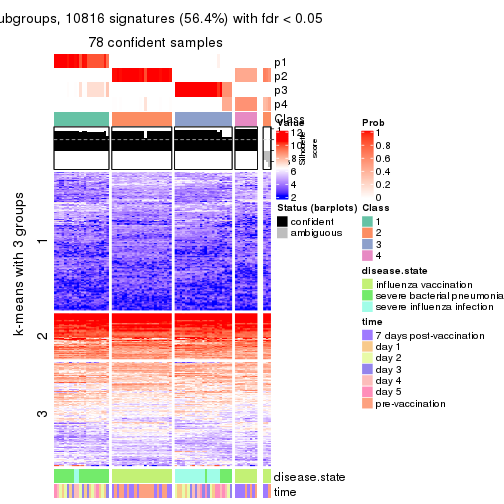 ubgroups, 10816 signatures (56.4%) with fdr < 0.05
78 confident samples
p1
p2
p3
p4
Class
k-means with 3 groups
1
2
3
disease.state
time
Value
12
10
8
6
4
2
Silhouette
score
Status (barplots)
confident
ambiguous
Prob
1
0.8
0.6
0.4
0.2
0
Class
1
2
3
4
disease.state
influenza vaccination
severe bacterial pneumonia
severe influenza infection
time
7 days post-vaccination
day 1
day 2
day 3
day 4
day 5
pre-vaccination